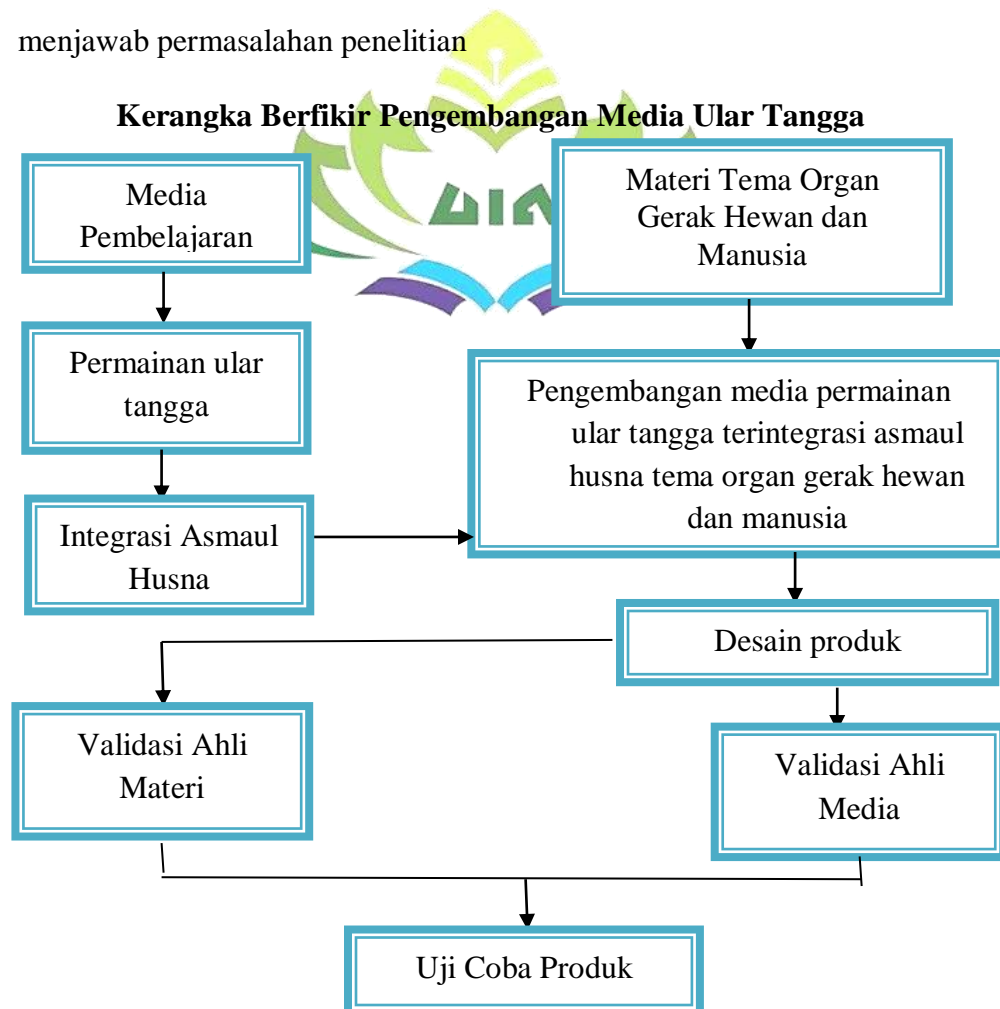 menjawab permasalahan penelitian
Kerangka Berfikir Pengembangan Media Ular Tangga
Media
Pembelajaran
Materi Tema Organ
Gerak Hewan dan
Manusia
Permainan ular
tangga
Pengembangan media permainan
ular tangga terintegrasi asmaul
husna tema organ gerak hewan
dan manusia
Integrasi Asmaul
Husna
Desain produk
Validasi Ahli
Materi
Validasi Ahli
Media
Uji Coba Produk